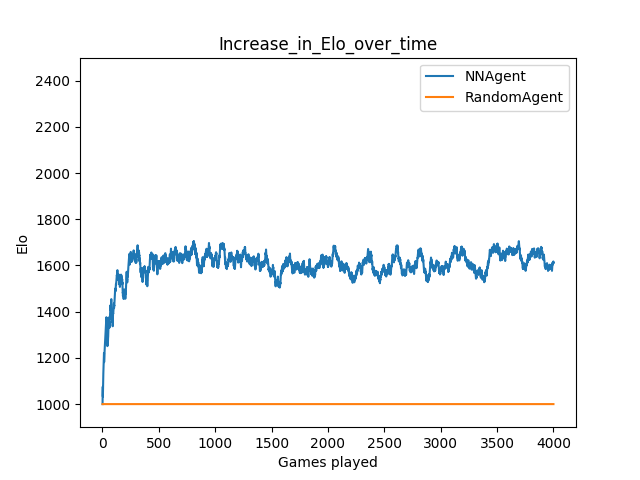 Increase_in_Elo_over_time
NNAgent
RandomAgent
2400
2200
2000
1800
1600
1400
1200
1000
Elo
0 500 1000 1500 2000 2500 3000 3500 4000
Games played